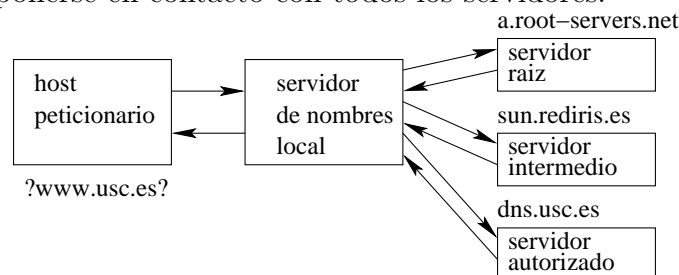 ponerse en contacto con todos los servidores.
a.root−servers.net
servidor
raiz
host
peticionario
servidor
de nombres
local
sun.rediris.es
servidor
intermedio
?www.usc.es?
dns.usc.es
servidor
autorizado